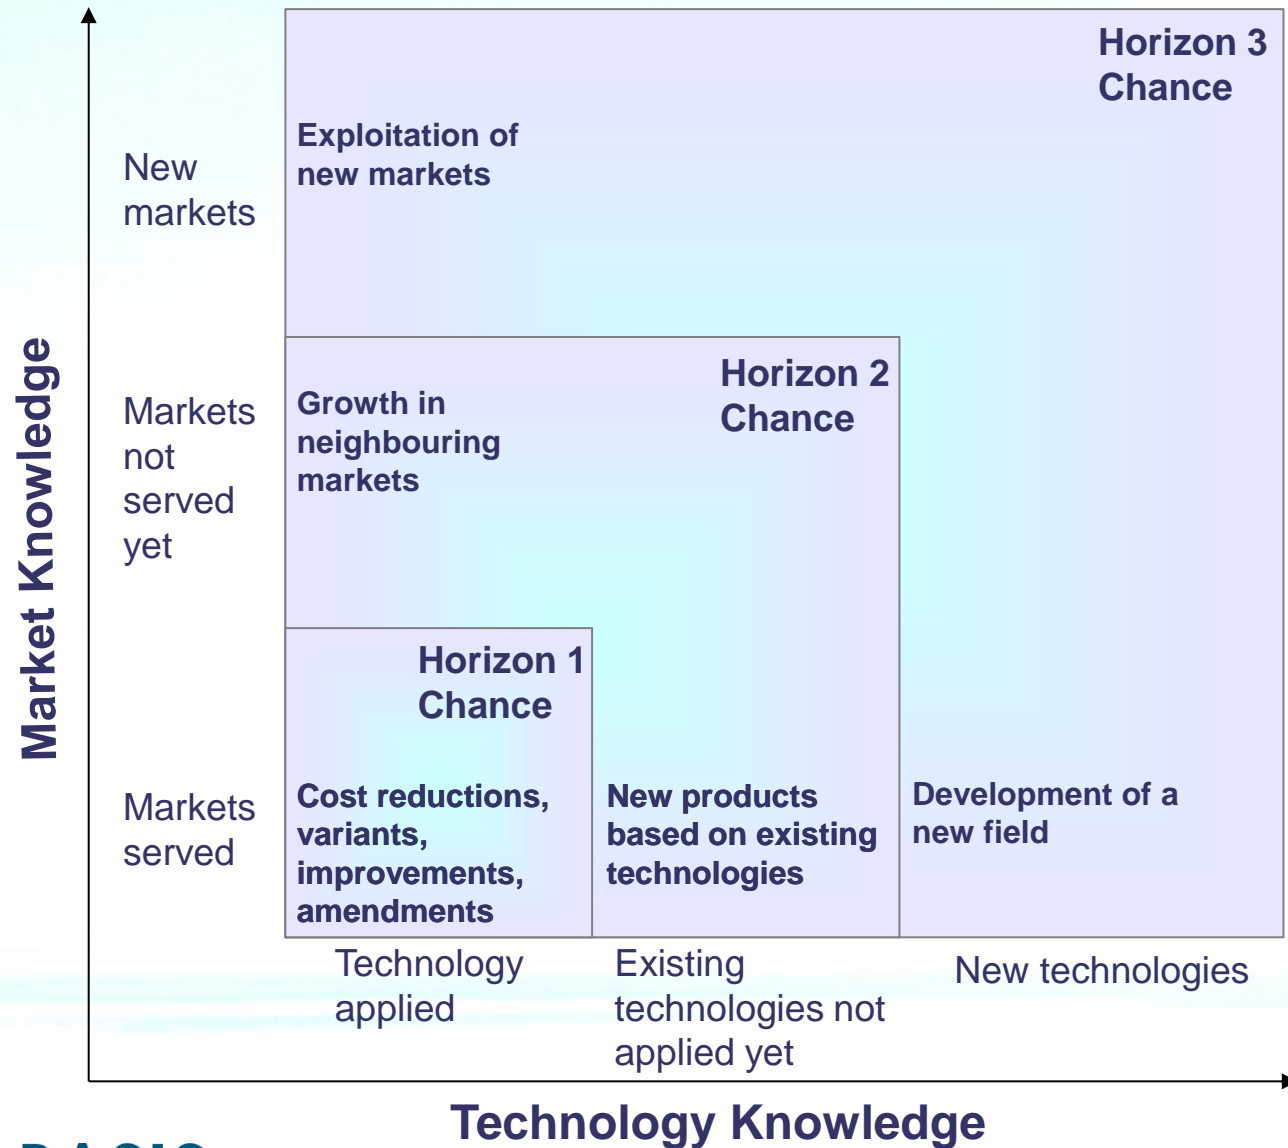 Horizon 3
Chance
Exploitation of
new markets
New
markets
Horizon 2
Chance
Growth in
neighbouring
markets
Markets
not
served
yet
Market Knowledge
Horizon 1
Chance
Markets
served
Cost reductions,
variants,
improvements,
amendments
New products
based on existing
technologies
Development of a
new field
Technology
applied
Existing
technologies not
applied yet
New technologies
Technology Knowledge